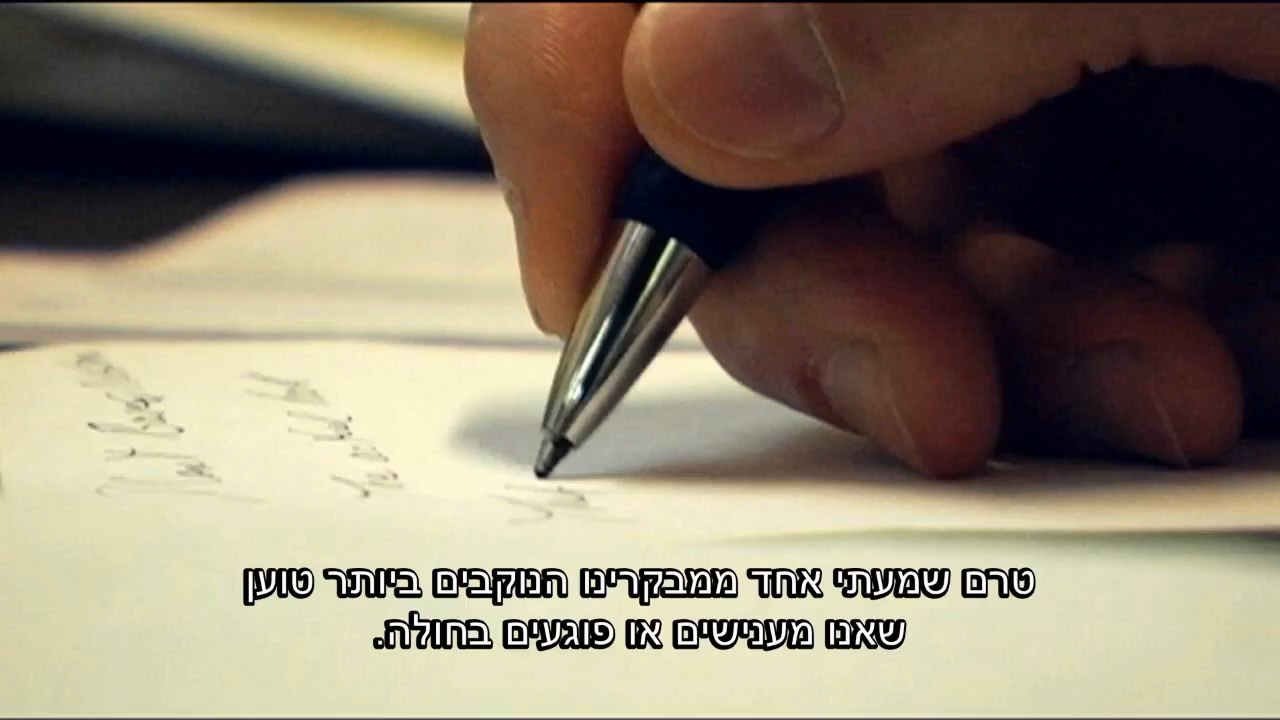 טרם שמעתי אחד ממבקרינו הנוקבים ביותר טוען
שאנו מענישים או פוגעים בחולה.